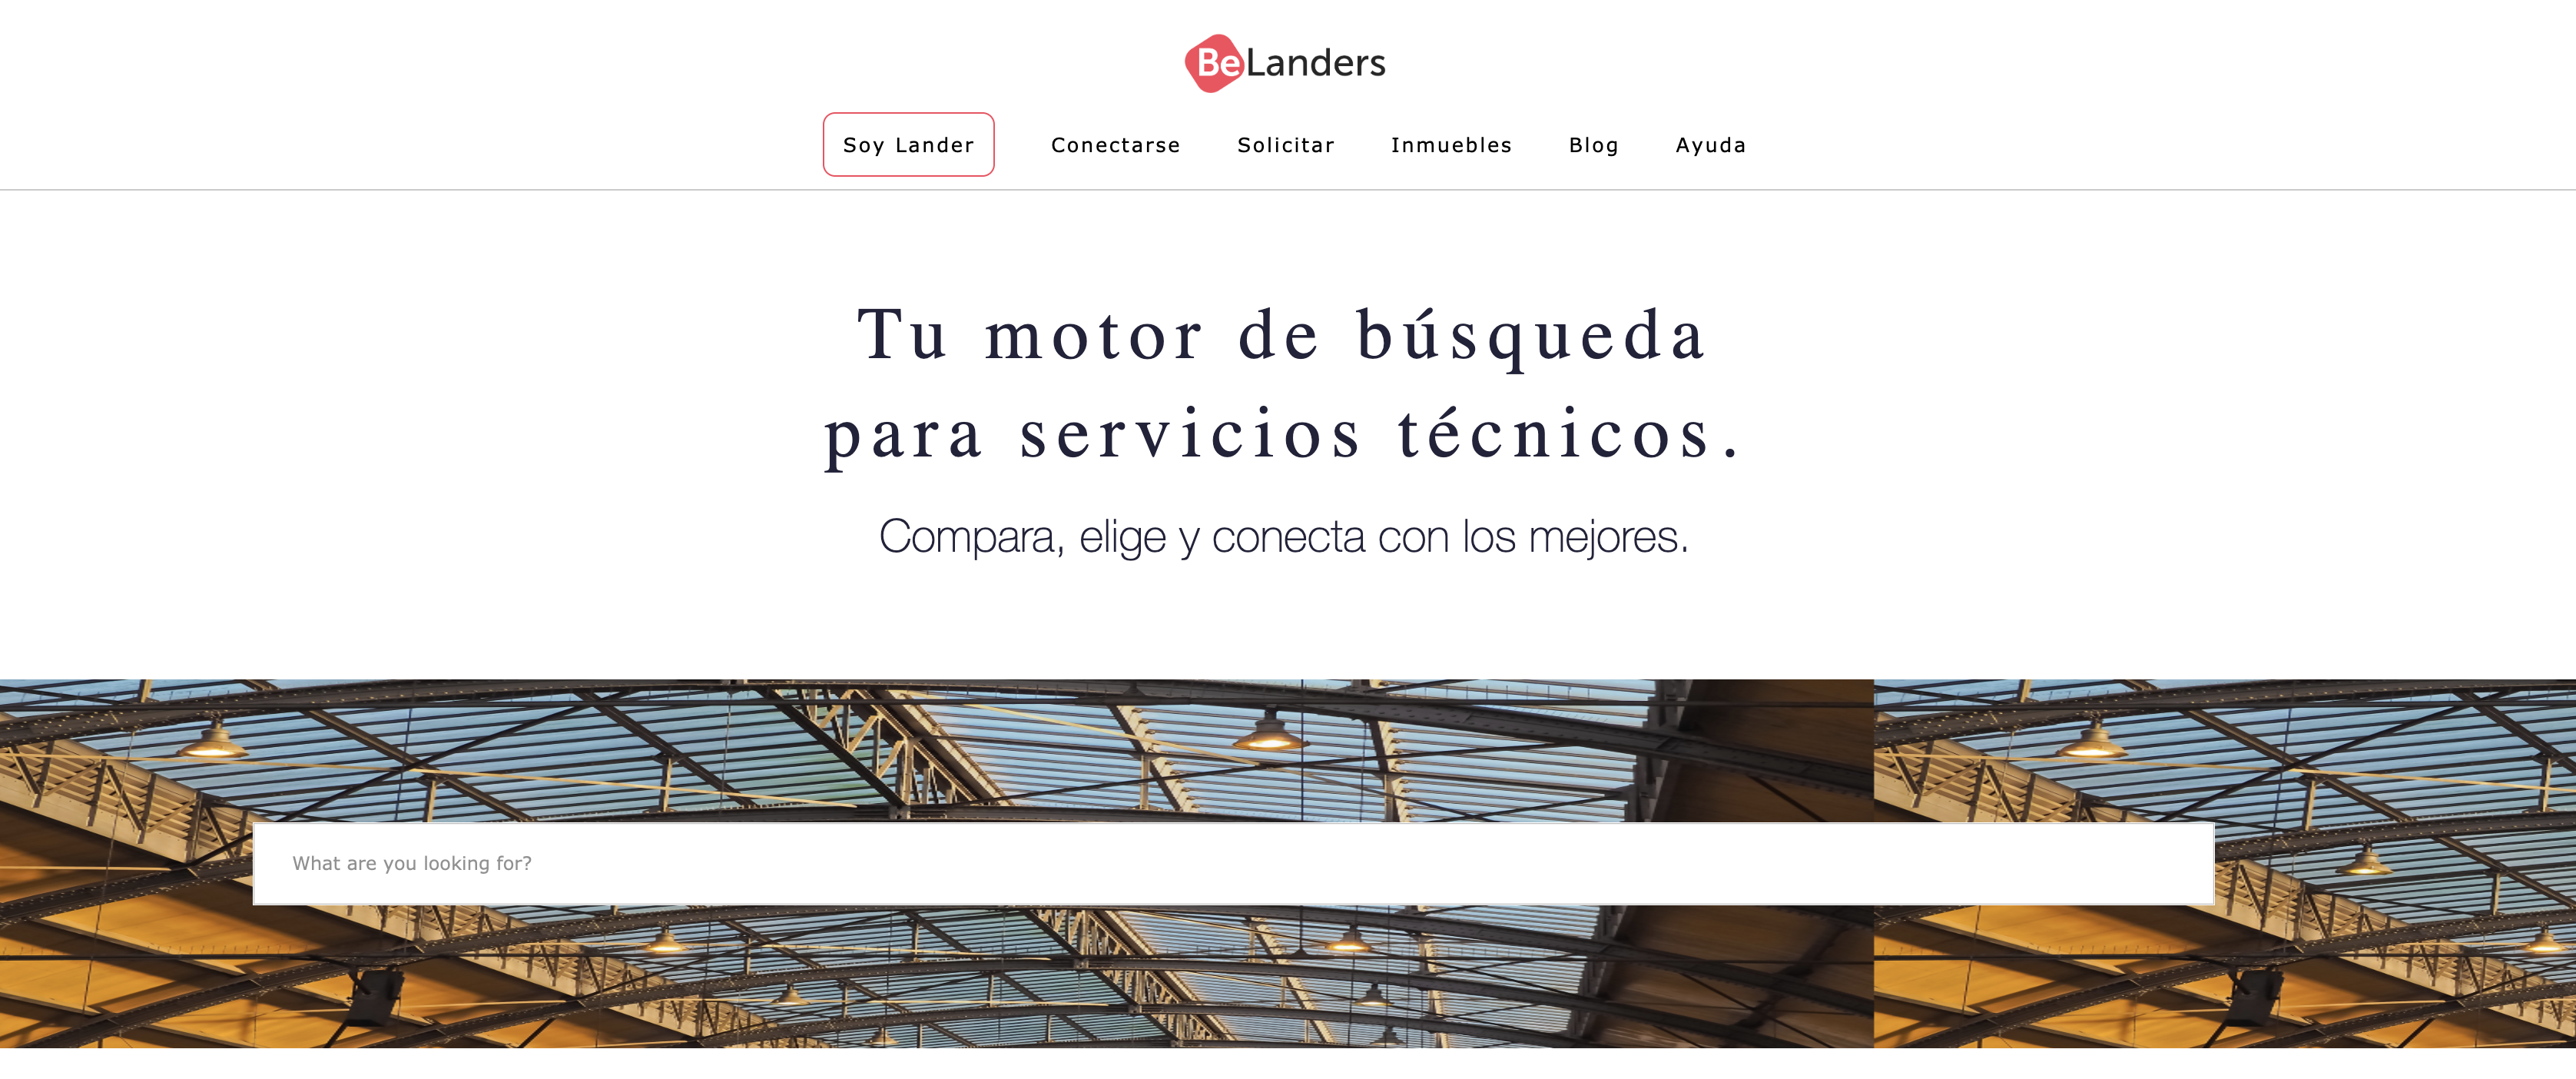 BeLanders
Soy Lander Conectarse Solicitar Inmuebles Blog Ayuda
Tu motor de búsqueda
para servicios técnicos.
Compara, elige y conecta con los mejores.
What are you looking for?